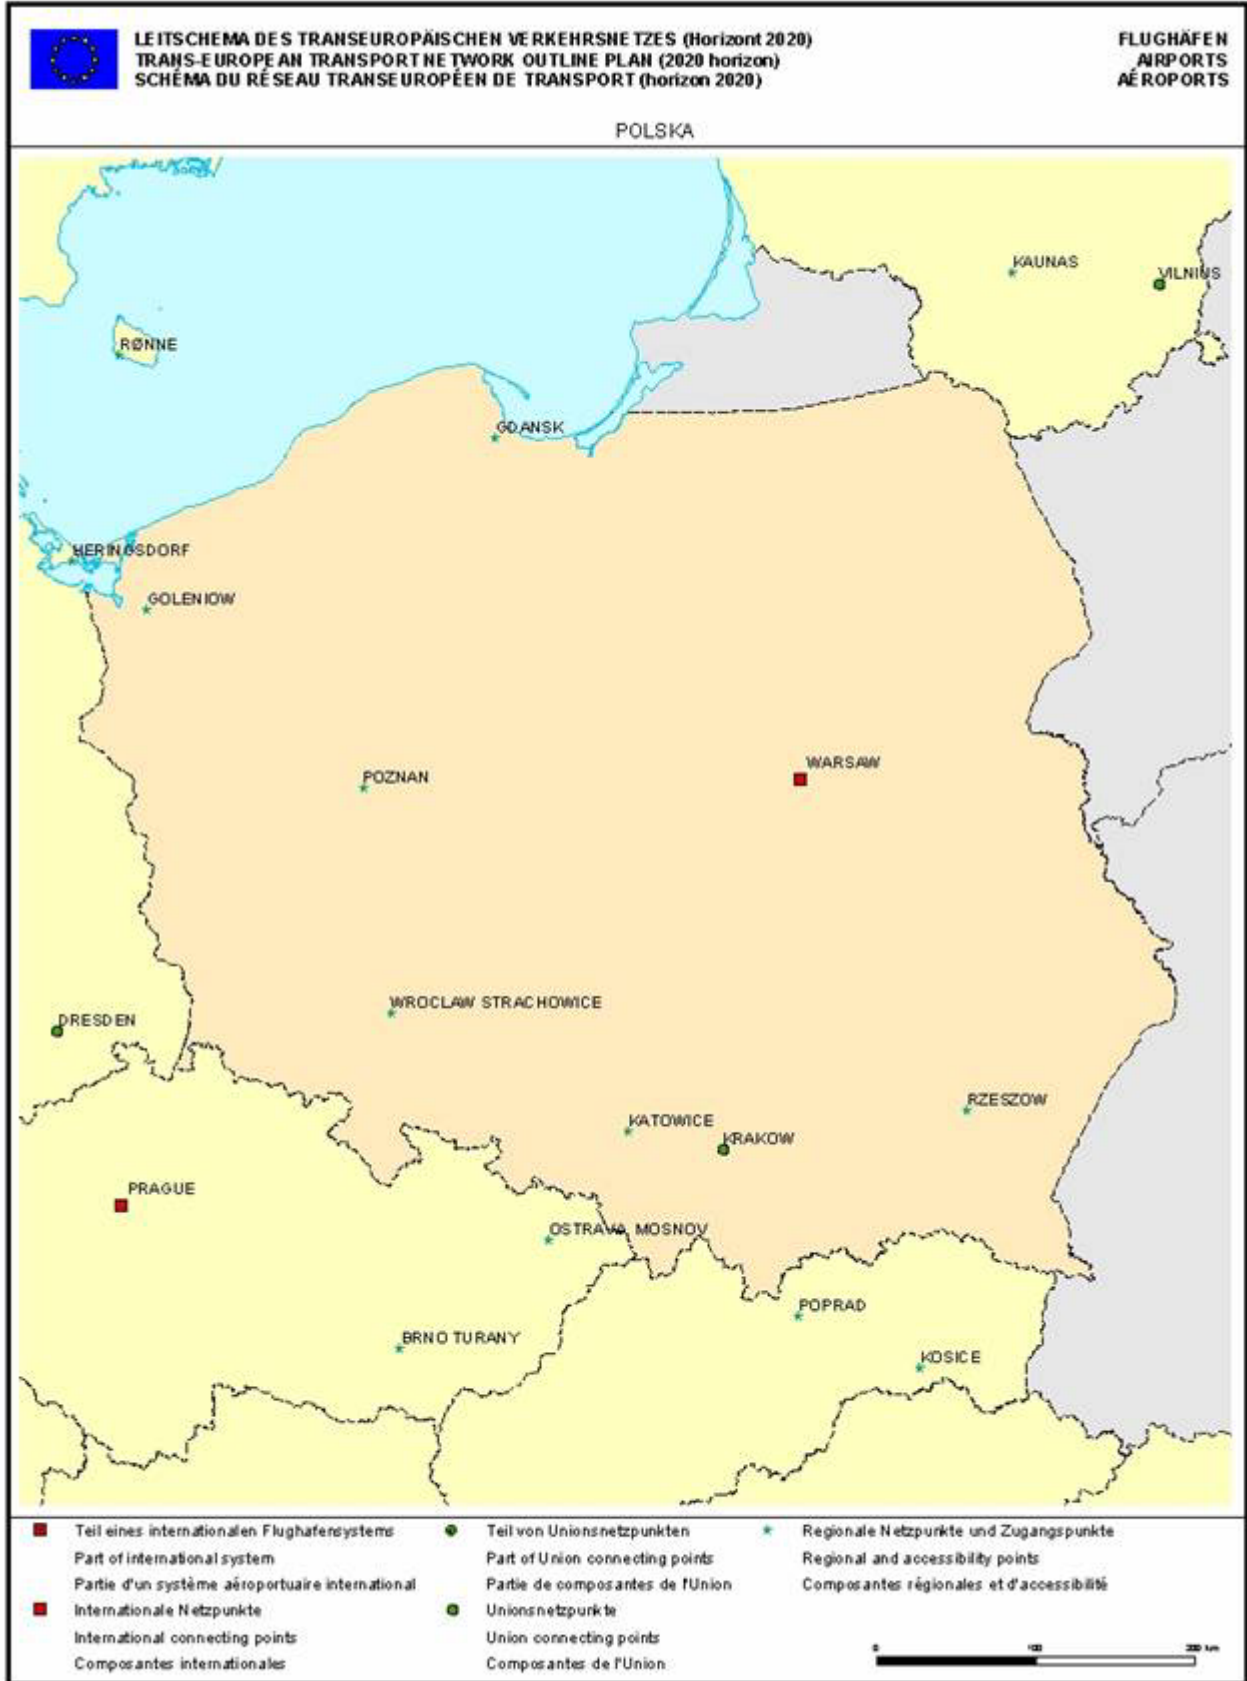 LEITSCHEMA DES TRANSEUROPÄISCHEN VERKEHRSNETZES (Horizont 2020)
TRANS-EUROPEAN TRANSPORT NETWORK OUTLINE PLAN (2020 horizon)
SCHÉMA DU RÉSEAU TRANSEUROPÉEN DE TRANSPORT (horizon 2020)
FLUGHÄFEN
AIRPORTS
AÉROPORTS
POLSKA
KAUNAS
VILNIUS
RØNNE
GDANSK
HERINGSDORF
GOLENIOW
WARSAW
POZNAN
WROCLAW STRACHOWICE
DRESDEN
RZESZOW
KATOWICE
KRAKOW
PRAGUE
OSTRAVA MOSNOV
POPRAD
BRNO TURANY
KOSICE
Teil eines internationalen Flughafensystems
Part of international system
Partie d'un système aéroportuaire international
Internationale Netzpunkte
International connecting points
Composantes internationales
Teil von Unionsnetzpunkten
Part of Union connecting points
Partie de composantes de l'Union
Unionsnetzpunkte
Union connecting points
Composantes de l'Union
Regionale Netzpunkte und Zugangspunkte
Regional and accessibility points
Composantes régionales et d'accessibilité
0 100 200 km